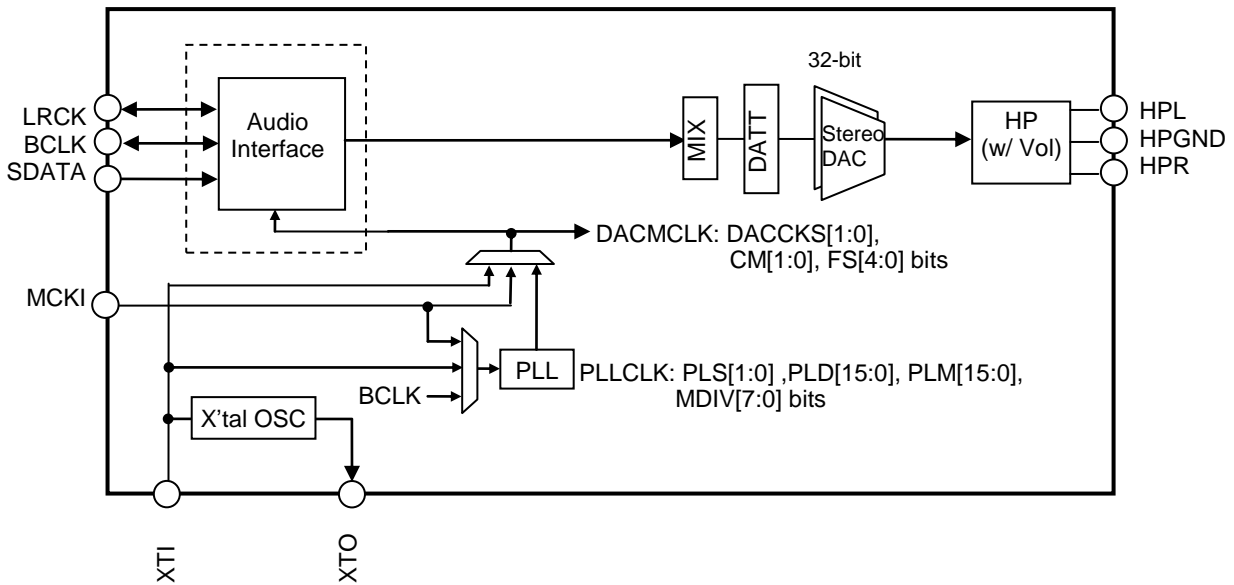 32-bit
LRCK
BCLK
SDATA
Audio
Interface
MIX
DATT
Stereo
DAC
HP
(w/ Vol)
HPL
HPGND
HPR
DACMCLK: DACCKS[1:0],
CM[1:0], FS[4:0] bits
MCKI
BCLK
PLL
PLLCLK: PLS[1:0] ,PLD[15:0], PLM[15:0],
MDIV[7:0] bits
X'tal OSC
XTI
XTO